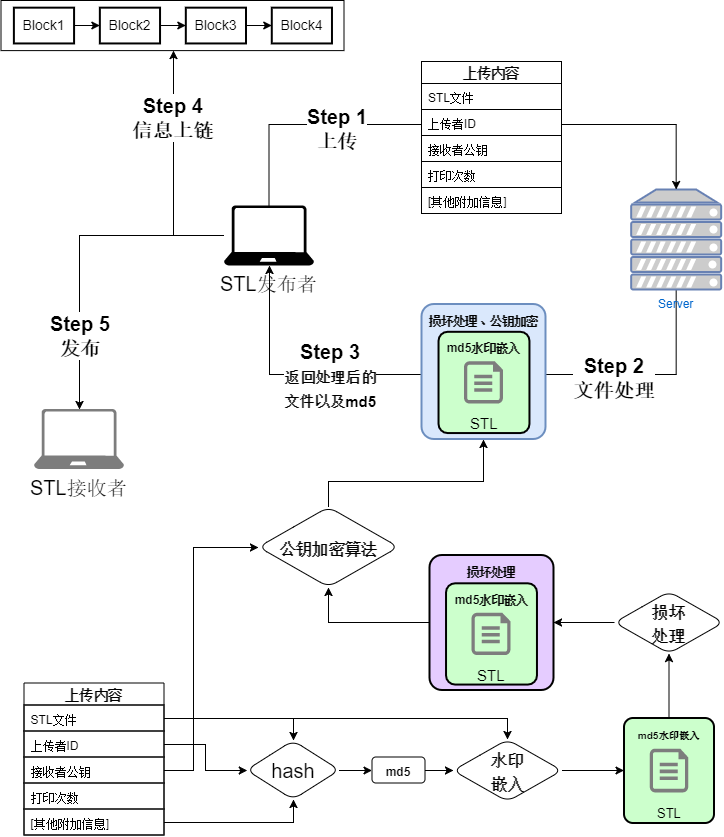 Block1
Block2
Block3
Block4
Step 4
信息上链
Step 1
上传
上传内容
STL文件
上传者ID
接收者公钥
打印次数
[其他附加信息]
STL发布者
Server
Step 5
发布
Step 3
返回处理后的
文件以及md5
损坏处理、公钥加密
md5水印嵌入
STL
Step 2
文件处理
STL接收者
公钥加密算法
损坏处理
md5水印嵌入
STL
损坏
处理
上传内容
STL文件
上传者ID
接收者公钥
打印次数
[其他附加信息]
hash
md5
水印
嵌入
md5水印嵌入
STL